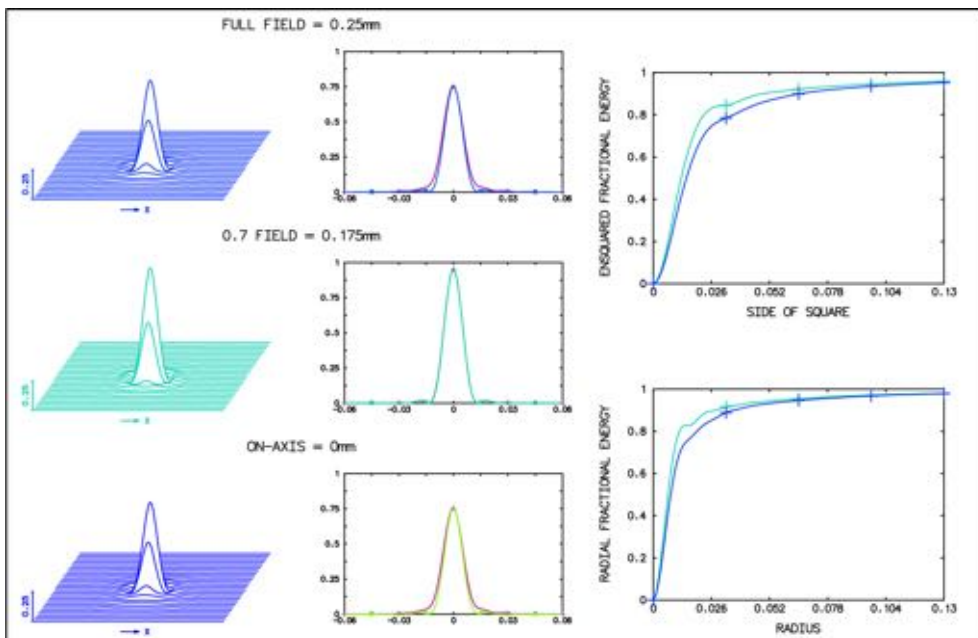 FULL FIELD = 0.25mm
1
0.75
0.5
0.25
0
-0.06 -0.03 0 0.03 0.06
0.25
X
0.7 FIELD = 0.175mm
1
0.75
0.5
0.25
0
-0.06 -0.03 0 0.03 0.06
0.25
X
ON-AXIS = 0mm
1
0.75
0.5
0.25
0
-0.06 -0.03 0 0.03 0.06
0.25
X
ENSQUARED FRACTIONAL ENERGY
1
0.8
0.6
0.4
0.2
0
0 0.026 0.052 0.078 0.104 0.13
SIDE OF SQUARE
RADIAL FRACTIONAL ENERGY
1
0.8
0.6
0.4
0.2
0
0 0.026 0.052 0.078 0.104 0.13
RADIUS